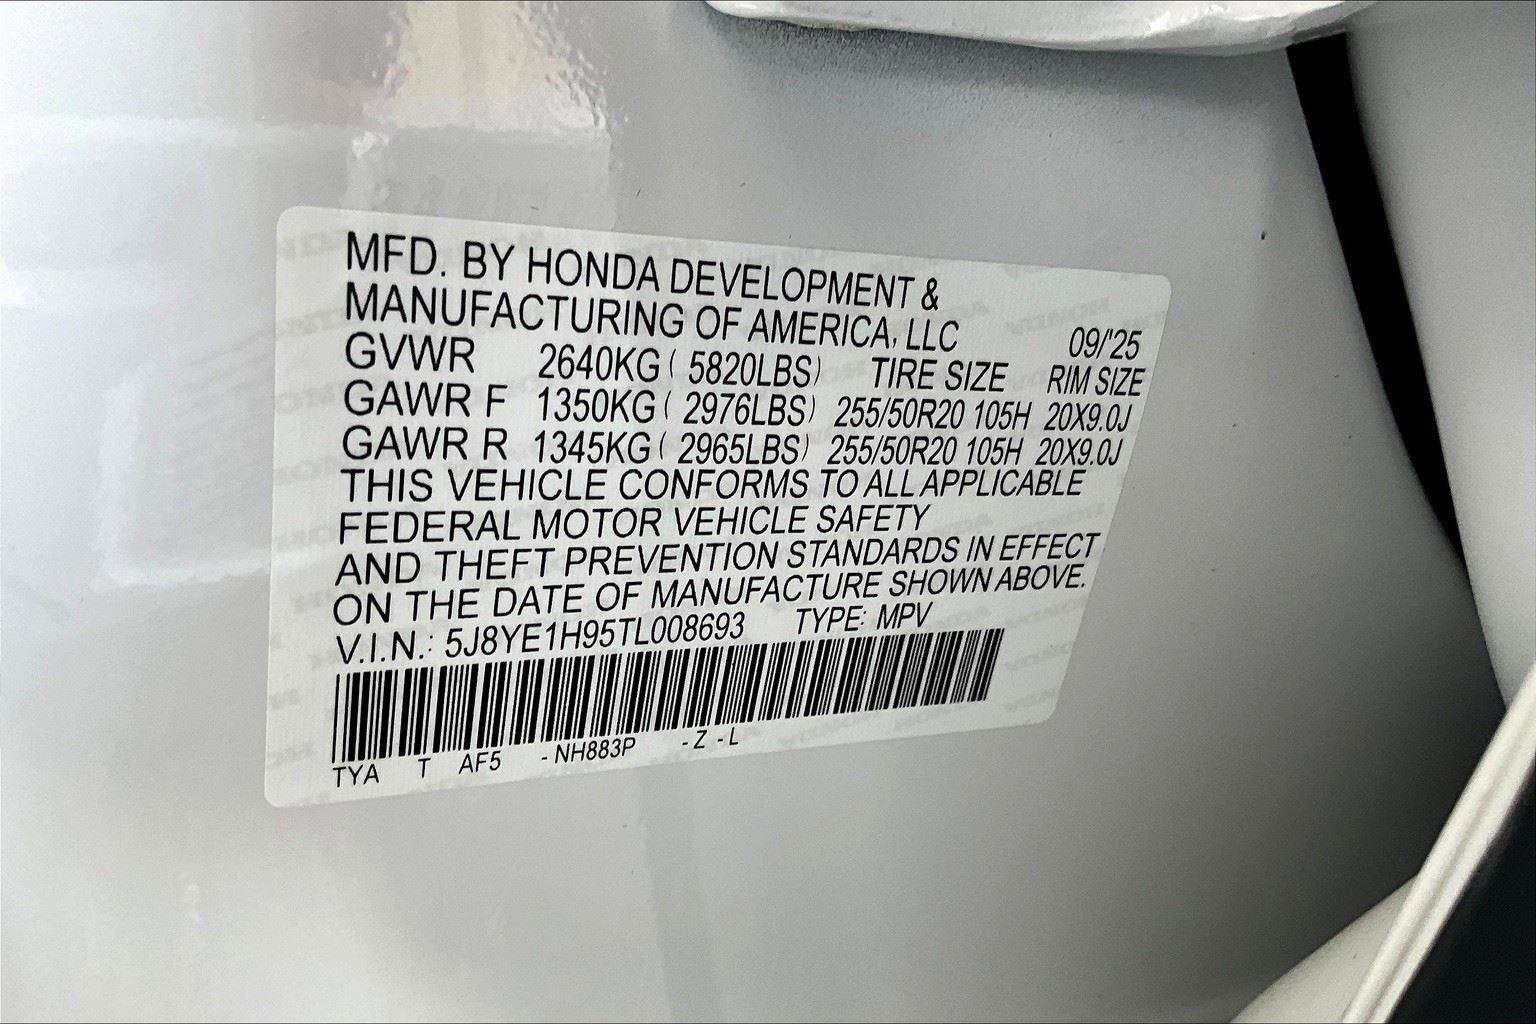 MFD. BY HONDA DEVELOPMENT &
MANUFACTURING OF AMERICA, LLC 09/'25
GVWR 2640KG ( 5820LBS) TIRE SIZE RIM SIZE
GAWR F 1350KG ( 2976LBS) 255/50R20 105H 20X9.0J
GAWR R 1345KG ( 2965LBS) 255/50R20 105H 20X9.0J
THIS VEHICLE CONFORMS TO ALL APPLICABLE
FEDERAL MOTOR VEHICLE SAFETY
AND THEFT PREVENTION STANDARDS IN EFFECT
ON THE DATE OF MANUFACTURE SHOWN ABOVE.
V.I.N.: 5J8YE1H95TL008693 TYPE: MPV
TYA T AF5 -NH883P -Z -L